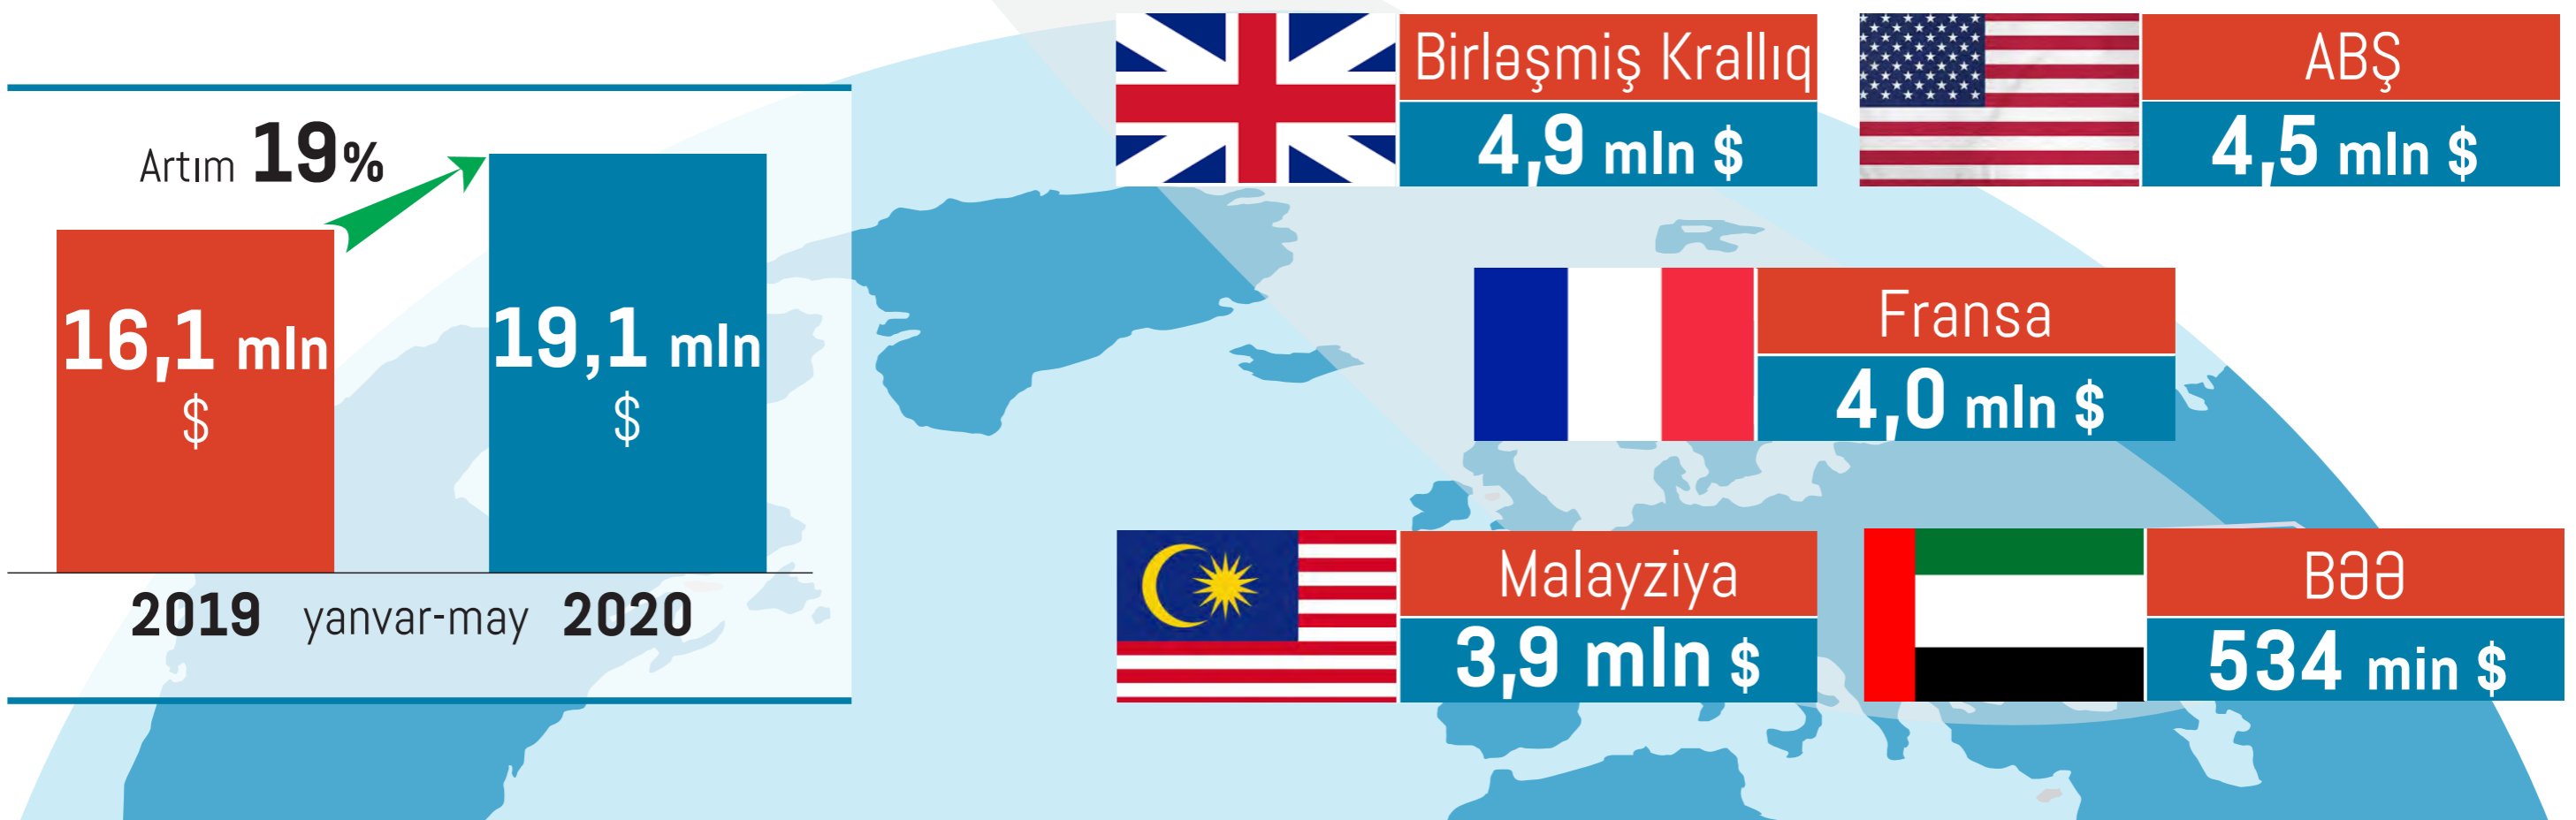 Artım 19%
16,1 mln
$
19,1 mln
$
2019 yanvar-may 2020
Birləşmiş Krallıq
4,9 mln $
ABŞ
4,5 mln $
Fransa
4,0 mln $
Malayziya
3,9 mln $
BƏƏ
534 min $